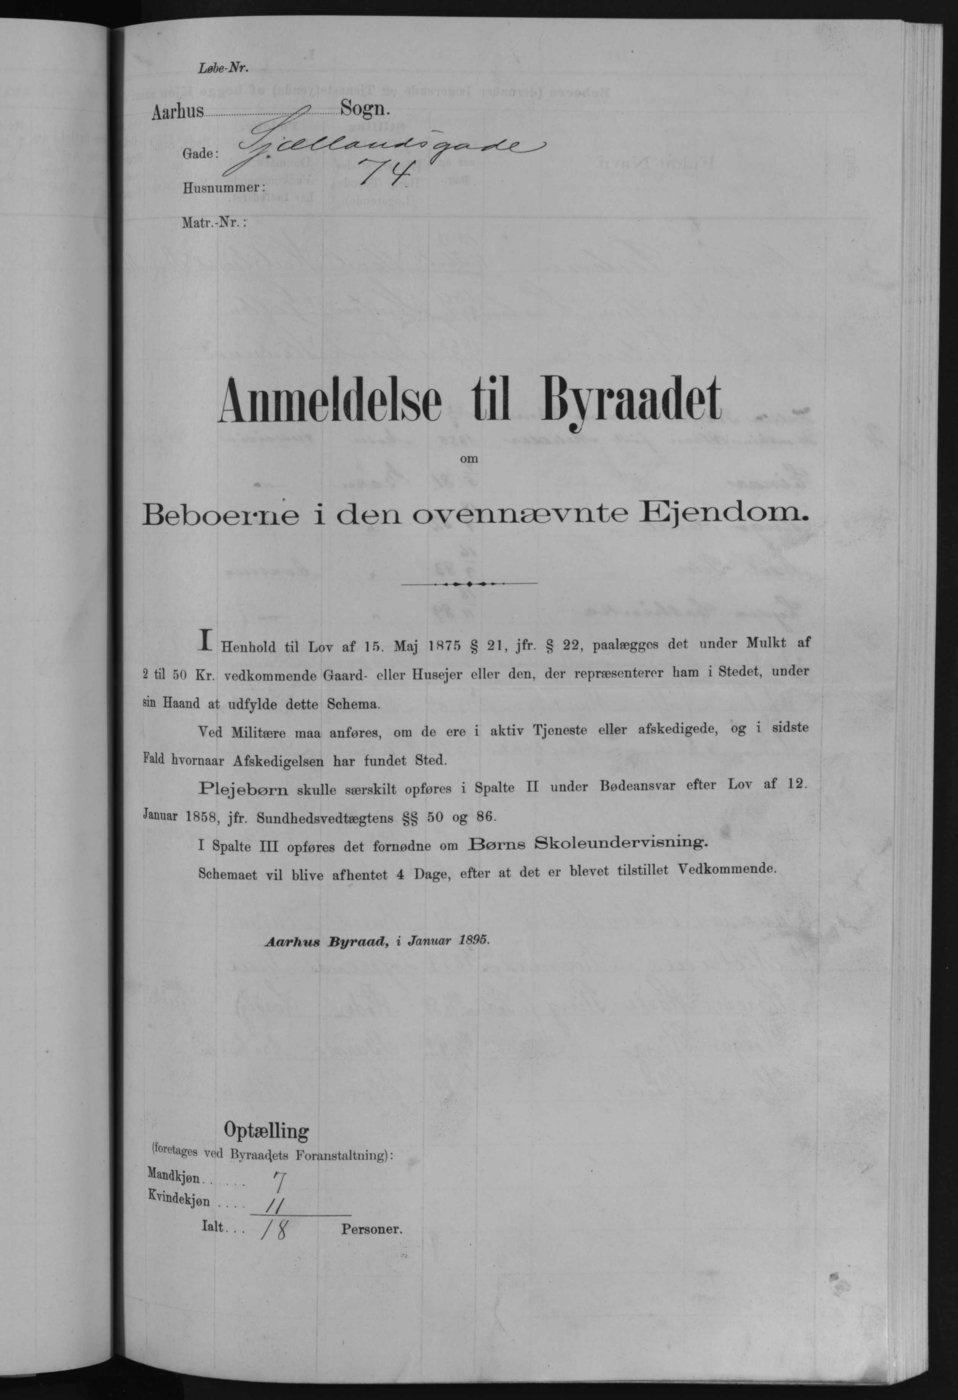 Løbe-Nr.
Aarhus Sogn.
Gade: Sjællandsgade
Husnummer: 74
Matr.-Nr.:
Anmeldelse til Byraadet
om
Beboerne i den ovennævnte Ejendom.
I Henhold til Lov af 15. Maj 1875 § 21, jfr. § 22, paalægges det under Mulkt af
2 til 50 Kr. vedkommende Gaard- eller Husejer eller den, der repræsenterer ham i Stedet, under
sin Haand at udfylde dette Schema.
Ved Militære maa anføres, om de ere i aktiv Tjeneste eller afskedigede, og i sidste
Fald hvornaar Afskedigelsen har fundet Sted.
Plejebørn skulle særskilt opføres i Spalte II under Bødeansvar efter Lov af 12.
Januar 1858, jfr. Sundhedsvedtægtens §§ 50 og 86.
I Spalte III opføres det fornødne om Børns Skoleundervisning.
Schemaet vil blive afhentet 4 Dage, efter at det er blevet tilstillet Vedkommende.
Aarhus Byraad, i Januar 1895.
Optælling
(foretages ved Byraadets Foranstaltning):
Mandkjøn...... 7
Kvindekjøn .... 11
Ialt... 18 Personer.